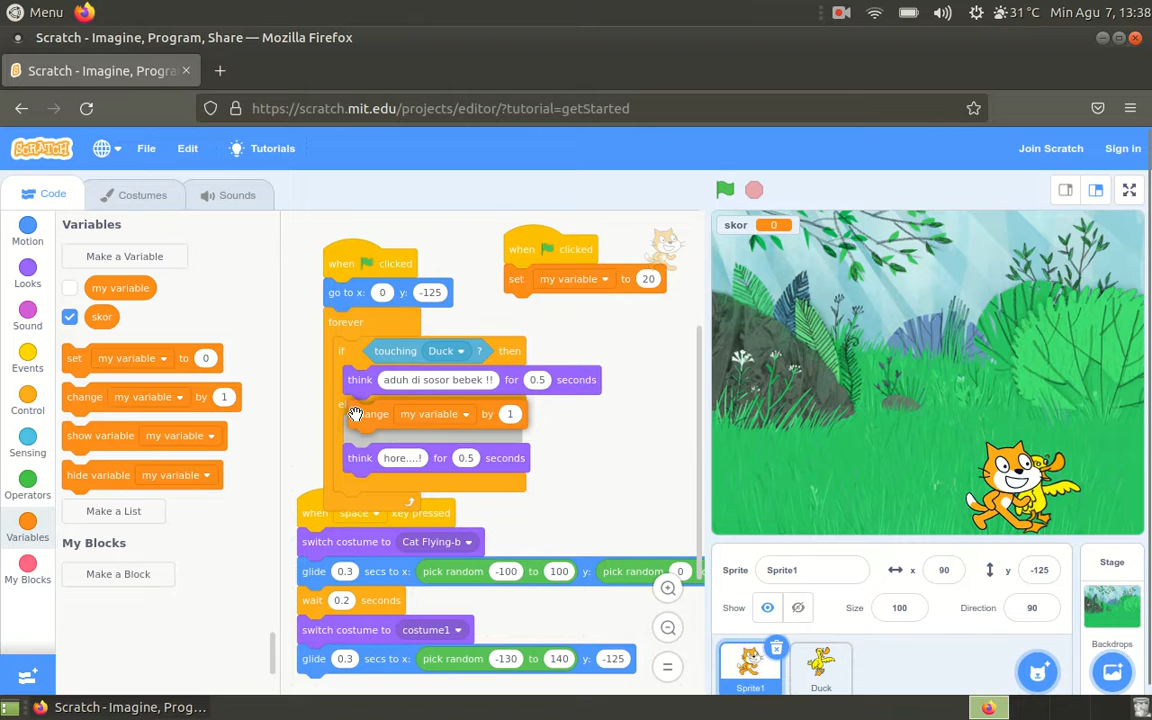 Menu
31 °C Min Agu 7, 13:38
Scratch - Imagine, Program, Share — Mozilla Firefox
Scratch - Imagine, Progra
https://scratch.mit.edu/projects/editor/?tutorial=getStarted
SCRATCH File Edit Tutorials Join Scratch Sign in
Code Costumes Sounds
Motion
Looks
Sound
Events
Control
Sensing
Operators
Variables
My Blocks
Variables
Make a Variable
my variable
skor
set my variable to 0
change my variable by 1
show variable my variable
hide variable my variable
Make a List
My Blocks
Make a Block
when clicked
go to x: 0 y: -125
forever
if touching Duck ? then
think aduh di sosor bebek !! for 0.5 seconds
change my variable by 1
think hore....! for 0.5 seconds
when clicked
set my variable to 20
when space key pressed
switch costume to Cat Flying-b
glide 0.3 secs to x: pick random -100 to 100 y: pick random 0
wait 0.2 seconds
switch costume to costume1
glide 0.3 secs to x: pick random -130 to 140 y: -125
skor 0
Sprite Sprite1 x 90 y -125
Show Size 100 Direction 90
Sprite1
Duck
Stage
Backdrops
1
Scratch - Imagine, Prog...